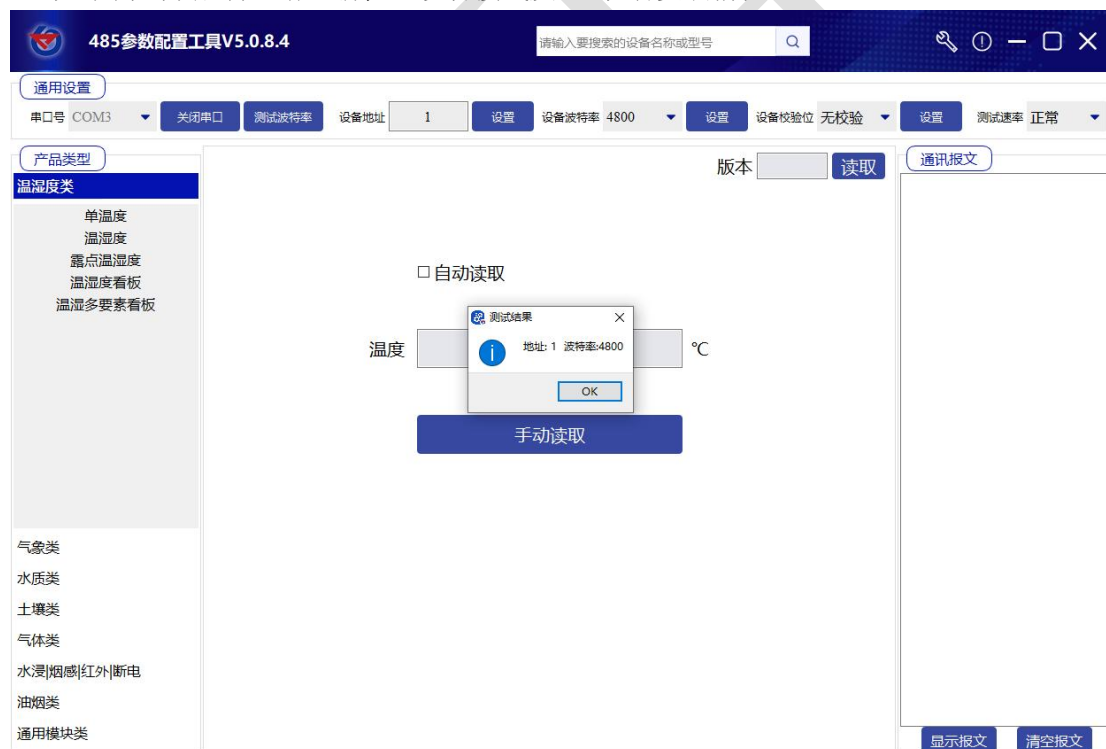 485参数配置工具V5.0.8.4
请输入要搜索的设备名称或型号
通用设置
串口号 COM3 关闭串口 测试波特率 设备地址 1 设置 设备波特率 4800 设置 设备校验位 无校验 设置 测试速率 正常
产品类型
温湿度类
单温度
温湿度
露点温湿度
温湿度看板
温湿多要素看板
气象类
水质类
土壤类
气体类
水浸|烟感|红外|断电
油烟类
通用模块类
版本 读取
自动读取
测试结果
地址: 1 波特率:4800
OK
温度 ℃
手动读取
通讯报文
显示报文 清空报文